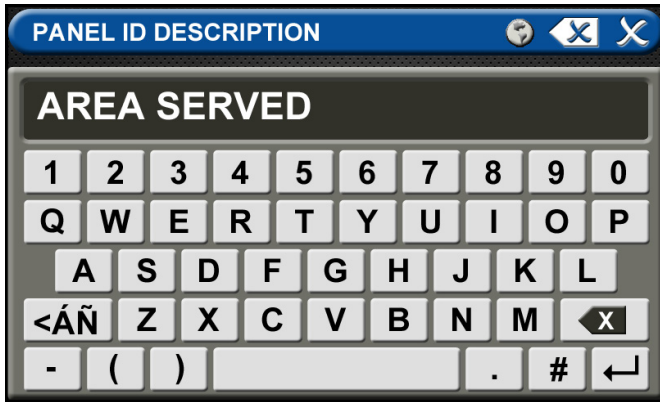 PANEL ID DESCRIPTION
AREA SERVED
1 2 3 4 5 6 7 8 9 0
Q W E R T Y U I O P
A S D F G H J K L
<ÁÑ Z X C V B N M X
- ( ) . #